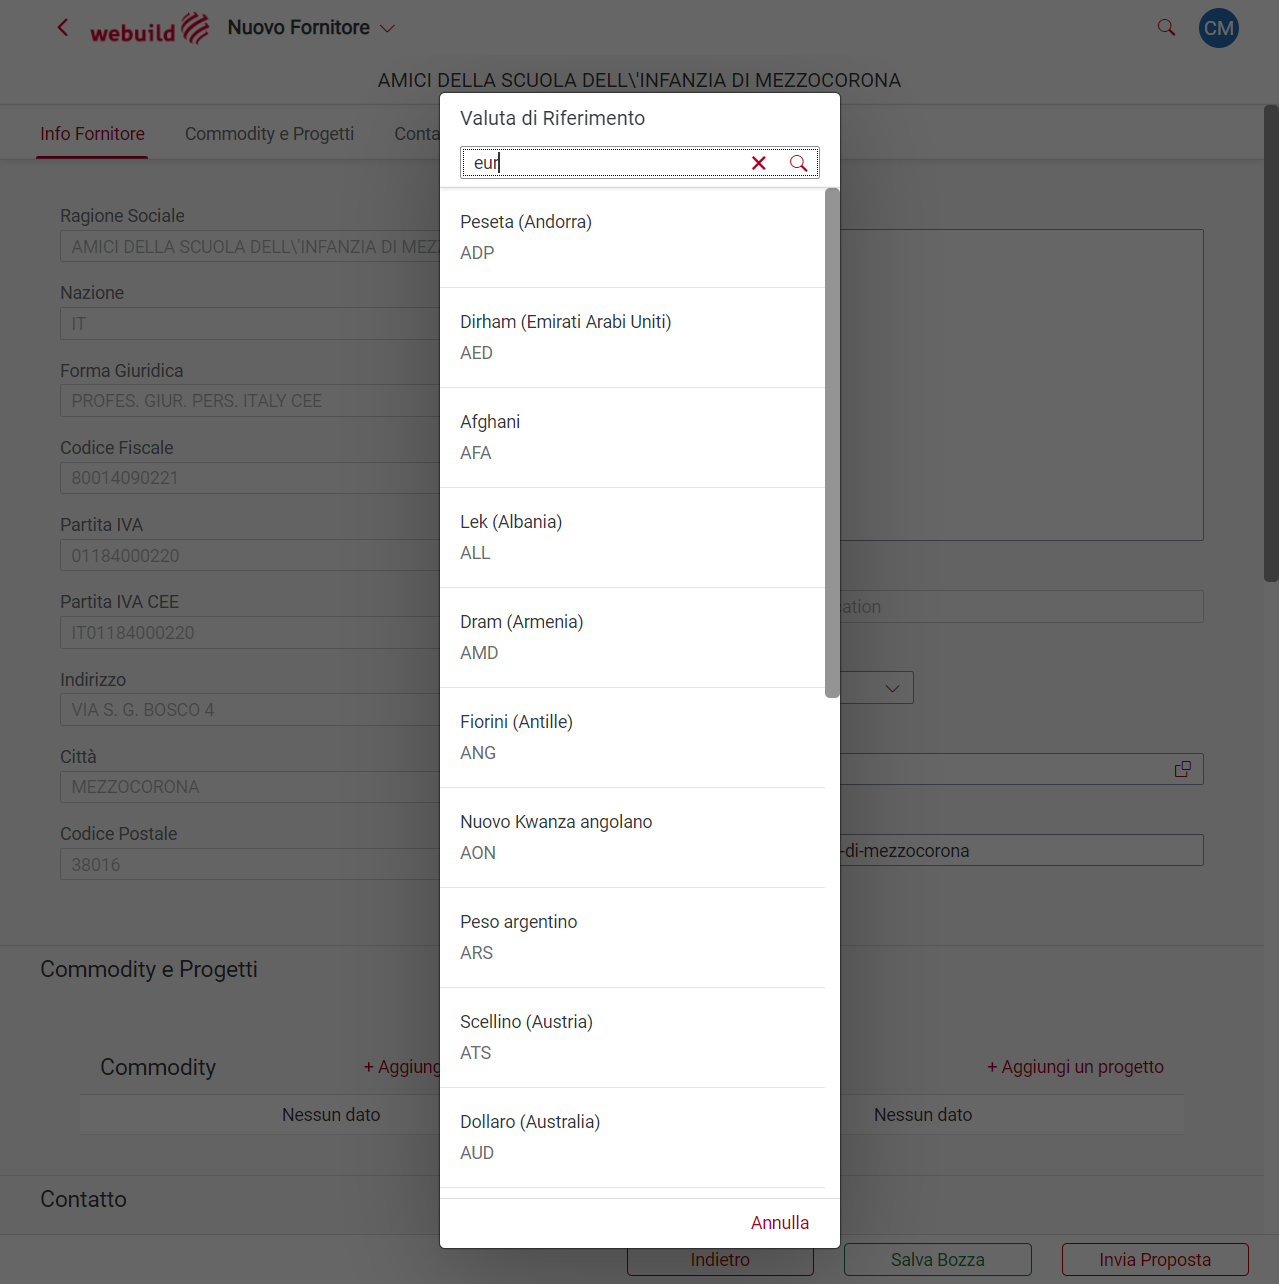 webuild
Nuovo Fornitore
CM
AMICI DELLA SCUOLA DELL\'INFANZIA DI MEZZOCORONA
Info Fornitore
Commodity e Progetti
Valuta di Riferimento
eur
Peseta (Andorra)
ADP
Dirham (Emirati Arabi Uniti)
AED
Afghani
AFA
Lek (Albania)
ALL
Dram (Armenia)
AMD
Fiorini (Antille)
ANG
Nuovo Kwanza angolano
AON
Peso argentino
ARS
Scellino (Austria)
ATS
Dollaro (Australia)
AUD
Annulla
Ragione Sociale
AMICI DELLA SCUOLA DELL\'INFANZIA DI
Nazione
IT
Forma Giuridica
PROFES. GIUR. PERS. ITALY CEE
Codice Fiscale
80014090221
Partita IVA
01184000220
Partita IVA CEE
IT01184000220
Indirizzo
VIA S. G. BOSCO 4
Città
MEZZOCORONA
Codice Postale
38016
-di-mezzocorona
Commodity e Progetti
Commodity
+ Aggiung
+ Aggiungi un progetto
Nessun dato
Nessun dato
Contatto
Indietro
Salva Bozza
Invia Proposta